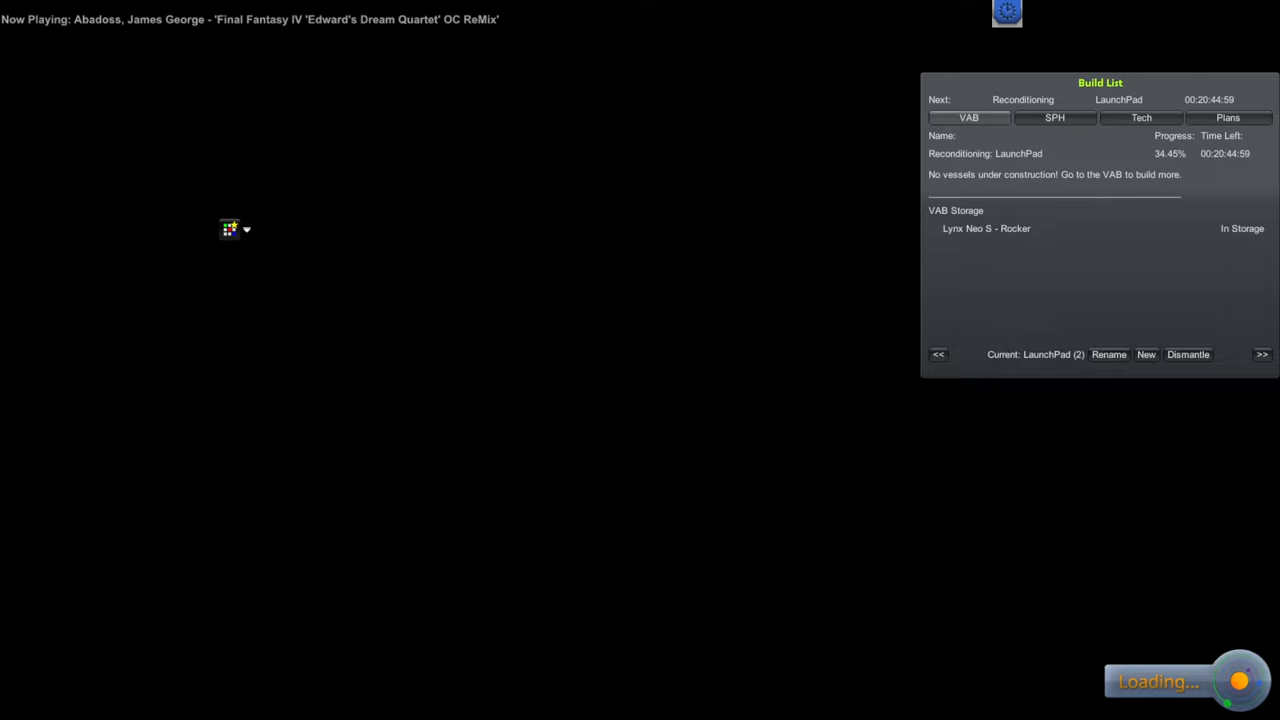 Now Playing: Abadoss, James George - 'Final Fantasy IV 'Edward's Dream Quartet' OC ReMix'
Build List
Next: Reconditioning LaunchPad 00:20:44:59
VAB SPH Tech Plans
Name: Progress: Time Left:
Reconditioning: LaunchPad 34.45% 00:20:44:59
No vessels under construction! Go to the VAB to build more.
VAB Storage
Lynx Neo S - Rocker In Storage
<< Current: LaunchPad (2) Rename New Dismantle >>
Loading...